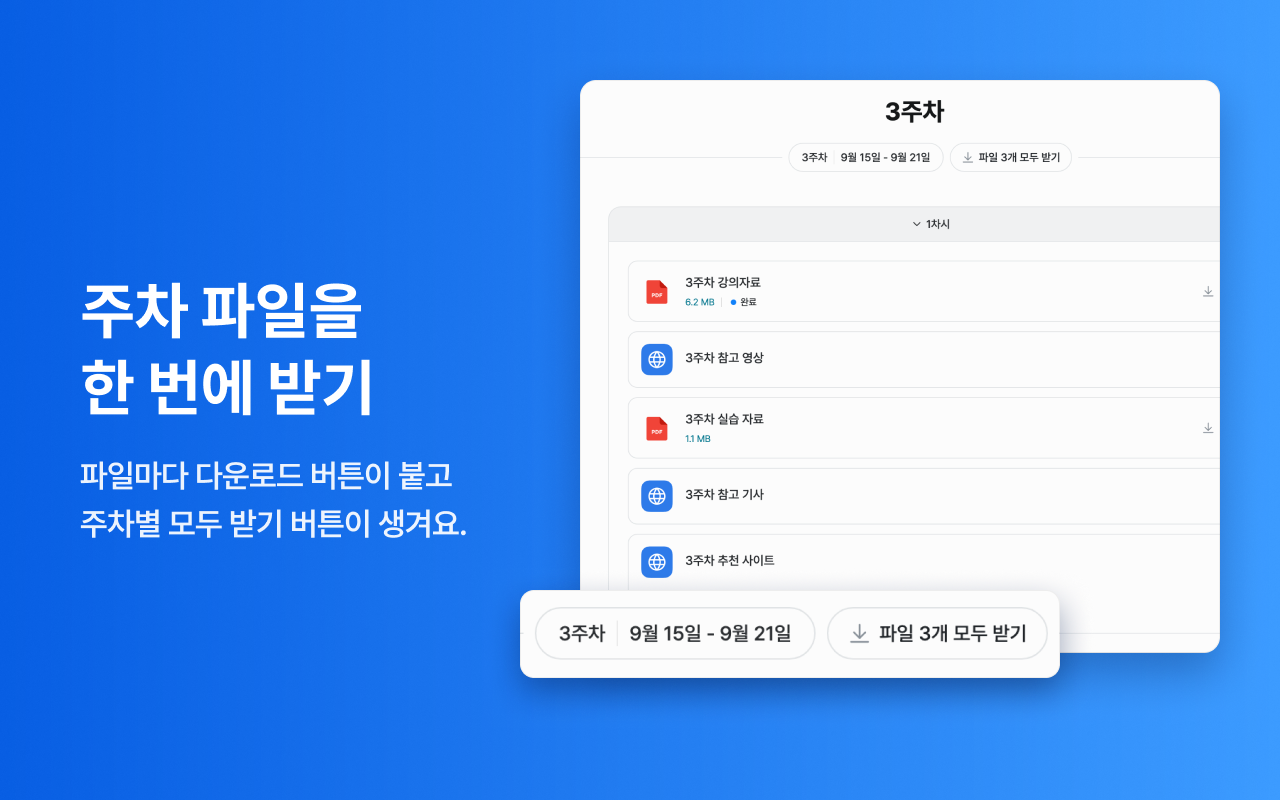 주차 파일을
한 번에 받기
파일마다 다운로드 버튼이 붙고
주차별 모두 받기 버튼이 생겨요.
3주차
3주차 9월 15일 - 9월 21일 파일 3개 모두 받기
1차시
PDF
3주차 강의자료
6.2 MB 완료
3주차 참고 영상
PDF
3주차 실습 자료
1.1 MB
3주차 참고 기사
3주차 추천 사이트
3주차 9월 15일 - 9월 21일 파일 3개 모두 받기